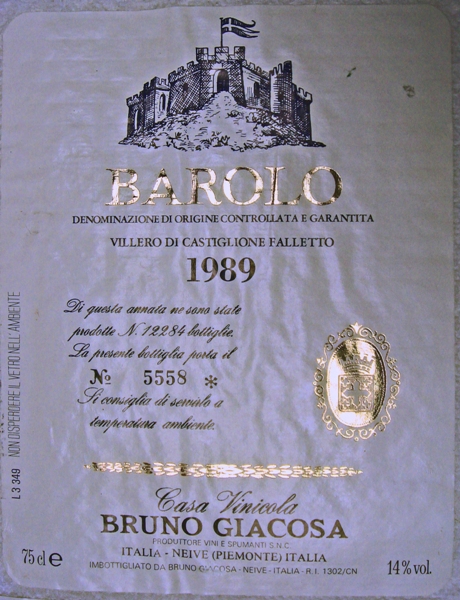 BAROLO
DENOMINAZIONE DI ORIGINE CONTROLLATA E GARANTITA
VILLERO DI CASTIGLIONE FALLETTO
1989
Di questa annata ne sono state
prodotte N. 12284 bottiglie.
La presente bottiglia porta il
No 5558 *
Si consiglia di servirlo a
temperatura ambiente.
Casa Vinicola
BRUNO GIACOSA
PRODUTTORE VINI E SPUMANTI S.N.C.
ITALIA - NEIVE (PIEMONTE) ITALIA
IMBOTTIGLIATO DA BRUNO GIACOSA - NEIVE - ITALIA - R.I. 1302/CN
75 cl e
14% vol.
L 3 349 NON DISPERDERE IL VETRO NELL'AMBIENTE